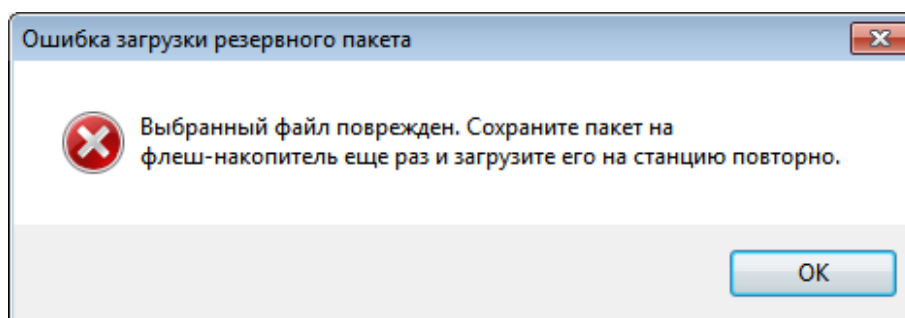 Ошибка загрузки резервного пакета
Выбранный файл поврежден. Сохраните пакет на
флеш-накопитель еще раз и загрузите его на станцию повторно.
OK